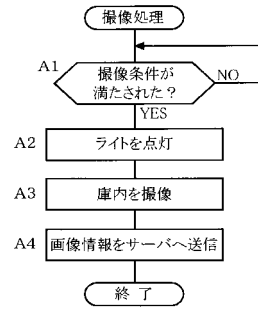 撮像処理
A1
撮像条件が
満たされた？
NO
YES
A2
ライトを点灯
A3
庫内を撮像
A4
画像情報をサーバへ送信
終 了